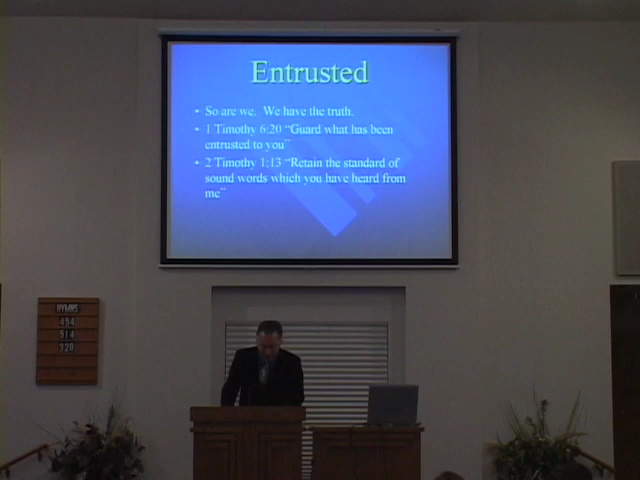 Entrusted
• So are we. We have the truth.
• 1 Timothy 6:20 “Guard what has been
entrusted to you”
• 2 Timothy 1:13 “Retain the standard of
sound words which you have heard from
me”
HYMNS
454
514
320